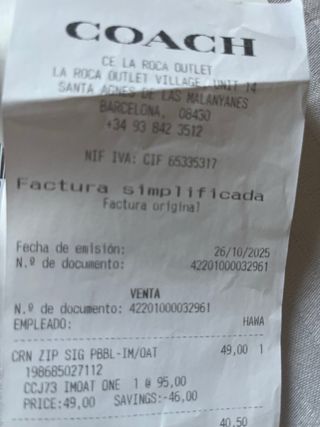 COACH
CE LA ROCA OUTLET
LA ROCA OUTLET VILLAGE, UNIT 14
SANTA AGNES DE LAS MALANYANES
BARCELONA, 08430
+34 93 842 3512
NIF IVA: CIF 65335317
Factura simplificada
Factura original
Fecha de emisión: 26/10/2025
N.º de documento: 42201000032961
VENTA
N.º de documento: 42201000032961
EMPLEADO: HAWA
CRN ZIP SIG PBBL-IM/OAT 49,00 1
198685027112
CCJ73 IMOAT ONE 1 @ 95,00
PRICE:49,00 SAVINGS:-46,00
40,50